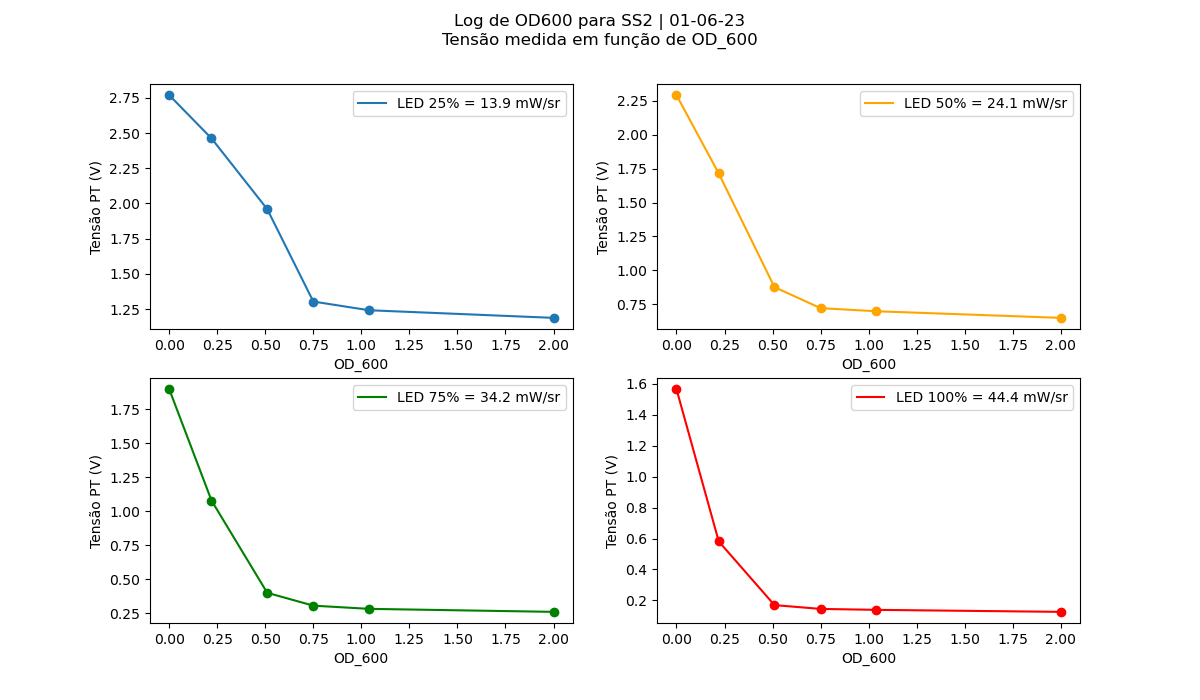 Log de OD600 para SS2 | 01-06-23
Tensão medida em função de OD_600
LED 25% = 13.9 mW/sr
Tensão PT (V)
2.75
2.50
2.25
2.00
1.75
1.50
1.25
0.00 0.25 0.50 0.75 1.00 1.25 1.50 1.75 2.00
OD_600
LED 50% = 24.1 mW/sr
Tensão PT (V)
2.25
2.00
1.75
1.50
1.25
1.00
0.75
0.00 0.25 0.50 0.75 1.00 1.25 1.50 1.75 2.00
OD_600
LED 75% = 34.2 mW/sr
Tensão PT (V)
1.75
1.50
1.25
1.00
0.75
0.50
0.25
0.00 0.25 0.50 0.75 1.00 1.25 1.50 1.75 2.00
OD_600
LED 100% = 44.4 mW/sr
Tensão PT (V)
1.6
1.4
1.2
1.0
0.8
0.6
0.4
0.2
0.00 0.25 0.50 0.75 1.00 1.25 1.50 1.75 2.00
OD_600